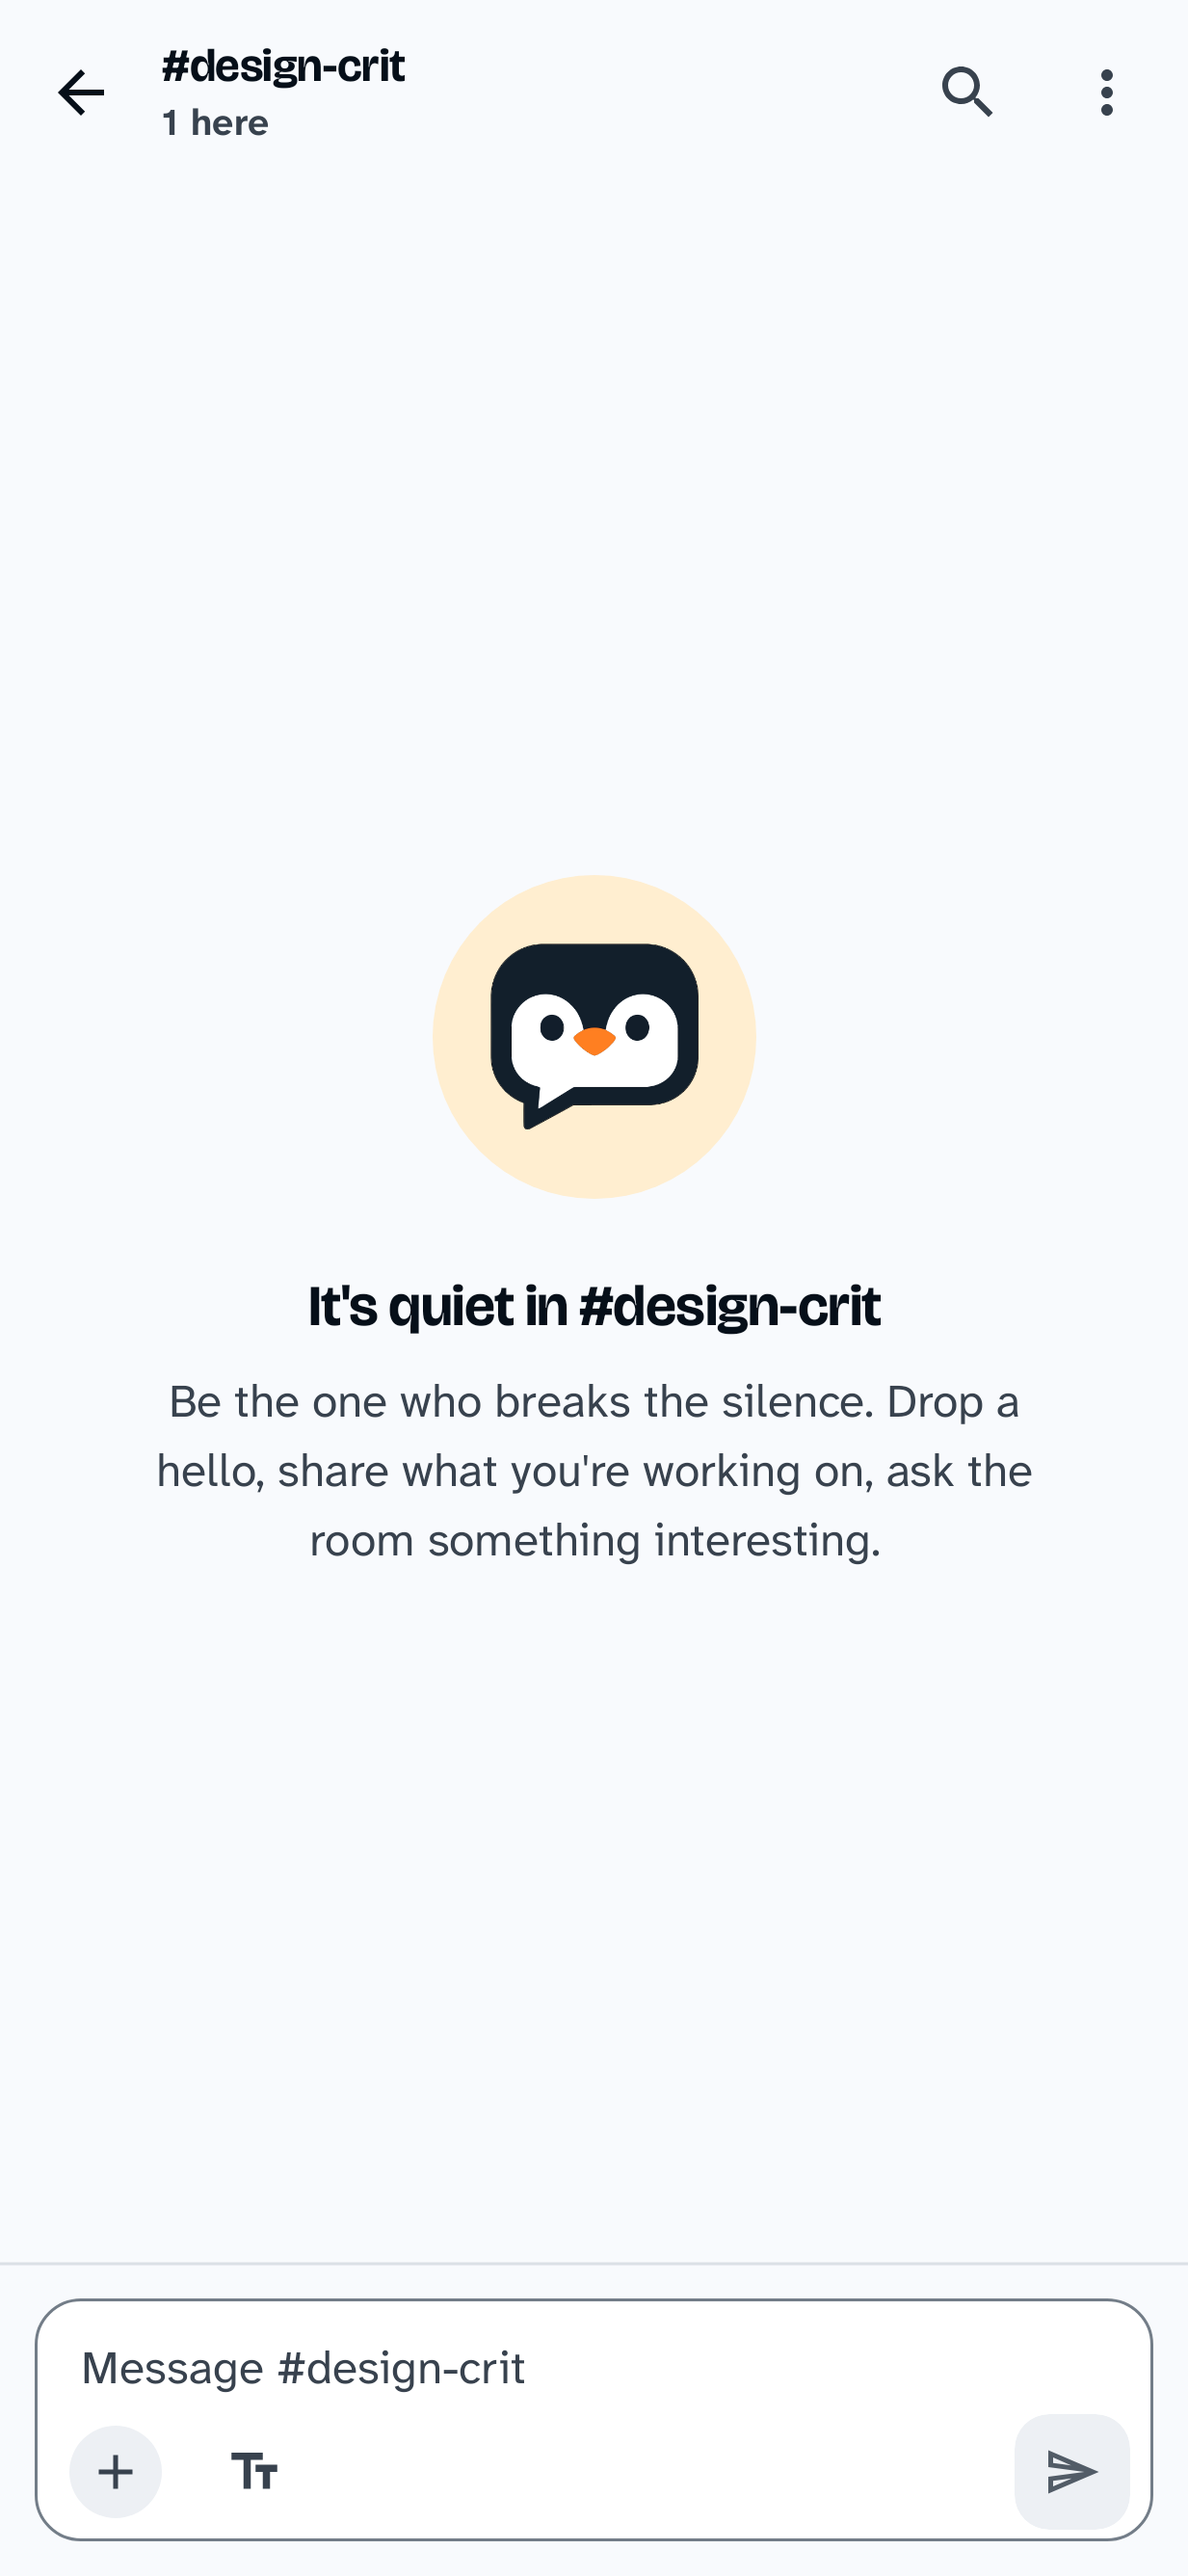 #design-crit
1 here
It's quiet in #design-crit
Be the one who breaks the silence. Drop a
hello, share what you're working on, ask the
room something interesting.
Message #design-crit
TT